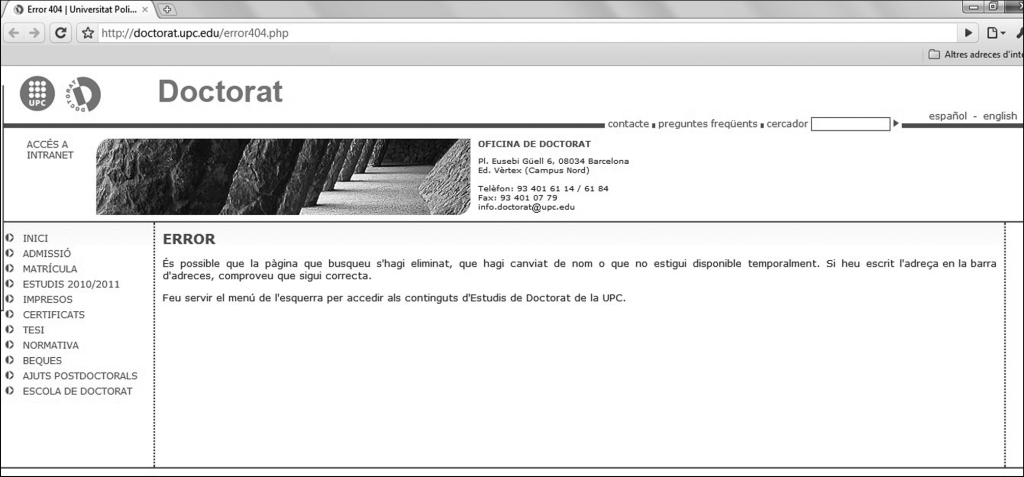 Error 404 | Universitat Poli...
http://doctorat.upc.edu/error404.php
Altres adreces d'inte
UPC
DOCTORAT
Doctorat
español - english
contacte preguntes freqüents cercador
ACCÉS A
INTRANET
OFICINA DE DOCTORAT
Pl. Eusebi Güell 6, 08034 Barcelona
Ed. Vèrtex (Campus Nord)
Telèfon: 93 401 61 14 / 61 84
Fax: 93 401 07 79
info.doctorat@upc.edu
INICI
ADMISSIÓ
MATRÍCULA
ESTUDIS 2010/2011
IMPRESOS
CERTIFICATS
TESI
NORMATIVA
BEQUES
AJUTS POSTDOCTORALS
ESCOLA DE DOCTORAT
ERROR
És possible que la pàgina que busqueu s'hagi eliminat, que hagi canviat de nom o que no estigui disponible temporalment. Si heu escrit l'adreça en la barra
d'adreces, comproveu que sigui correcta.
Feu servir el menú de l'esquerra per accedir als continguts d'Estudis de Doctorat de la UPC.